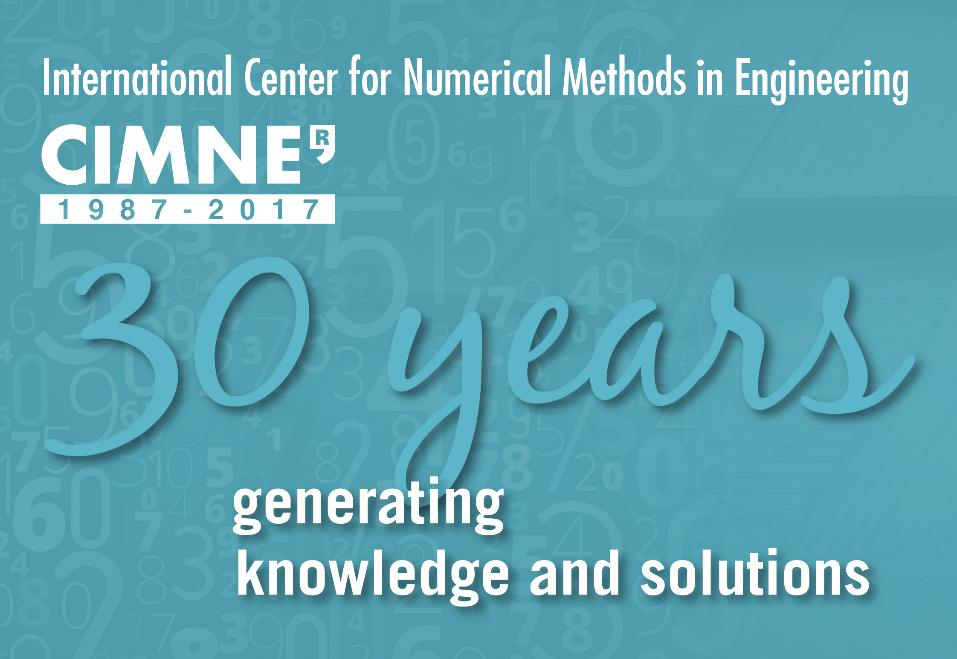 International Center for Numerical Methods in Engineering
CIMNE R
1987-2017
30 years
generating
knowledge and solutions